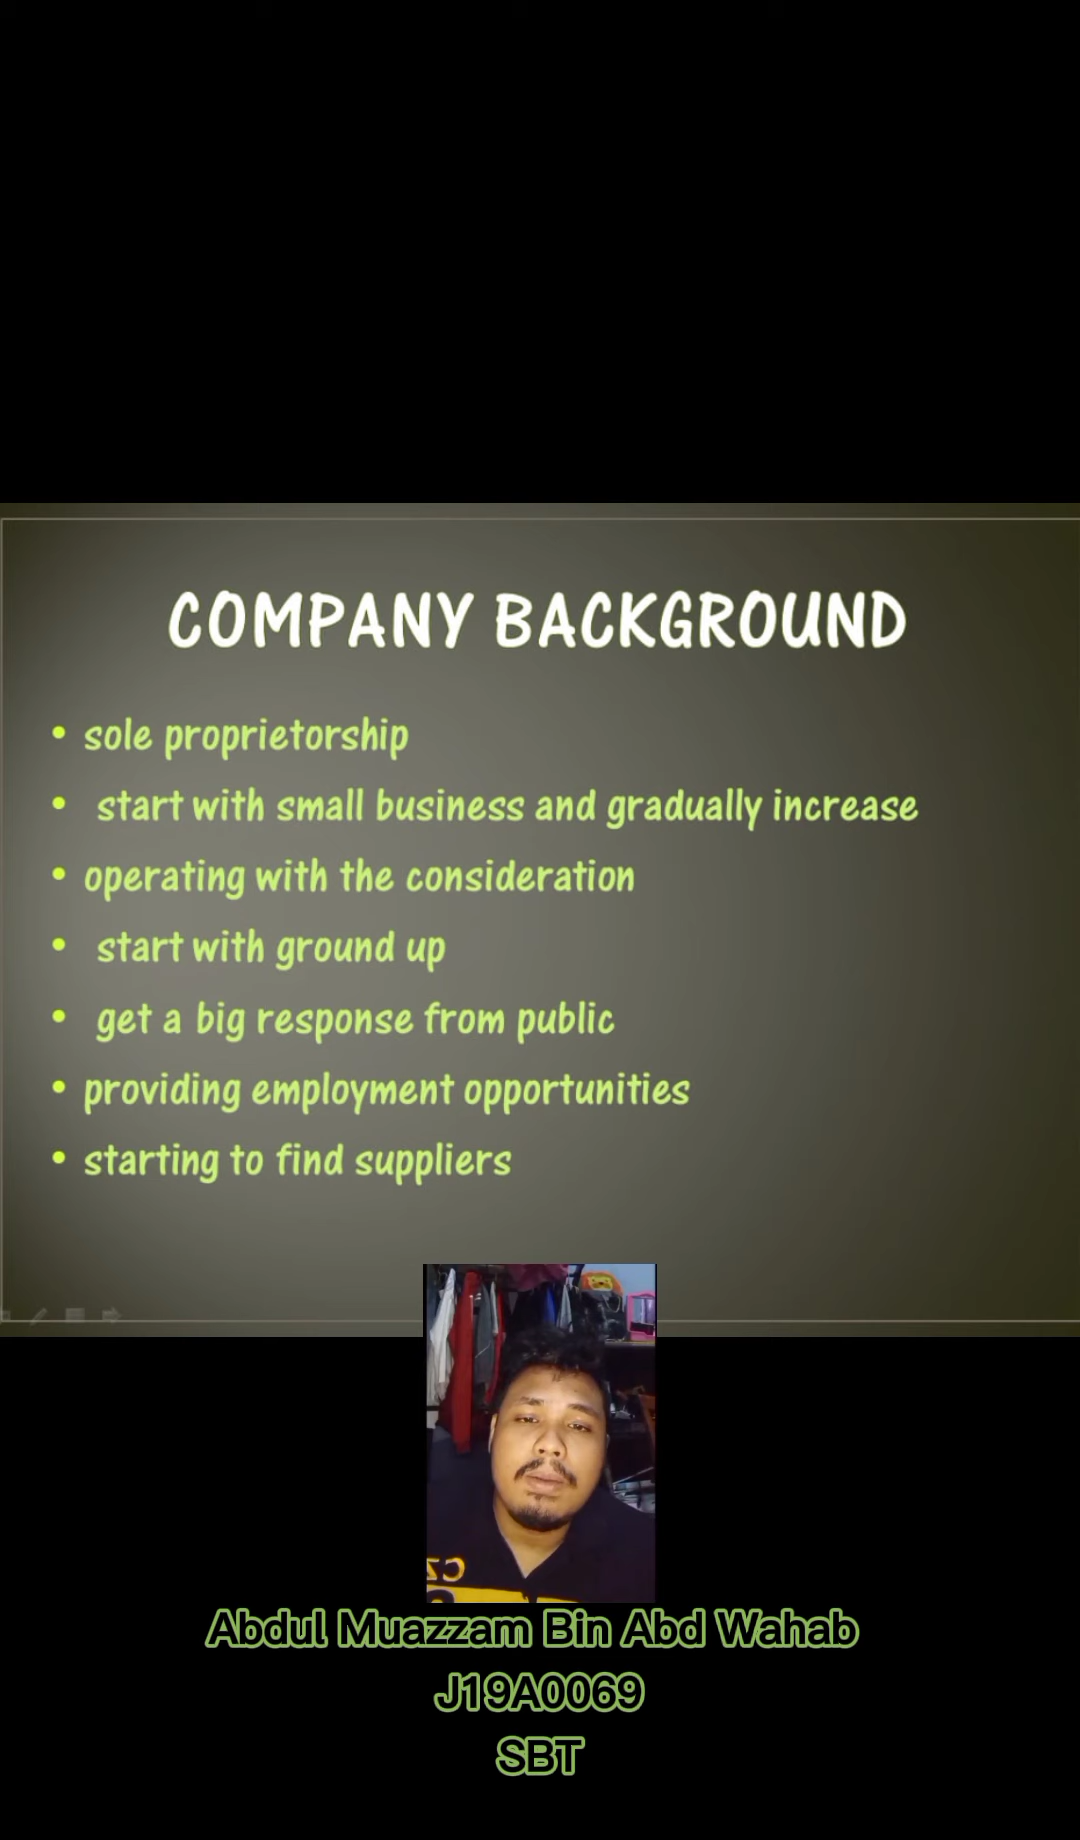 COMPANY BACKGROUND
• sole proprietorship
• start with small business and gradually increase
• operating with the consideration
• start with ground up
• get a big response from public
• providing employment opportunities
• starting to find suppliers
Abdul Muazzam Bin Abd Wahab
J19A0069
SBT